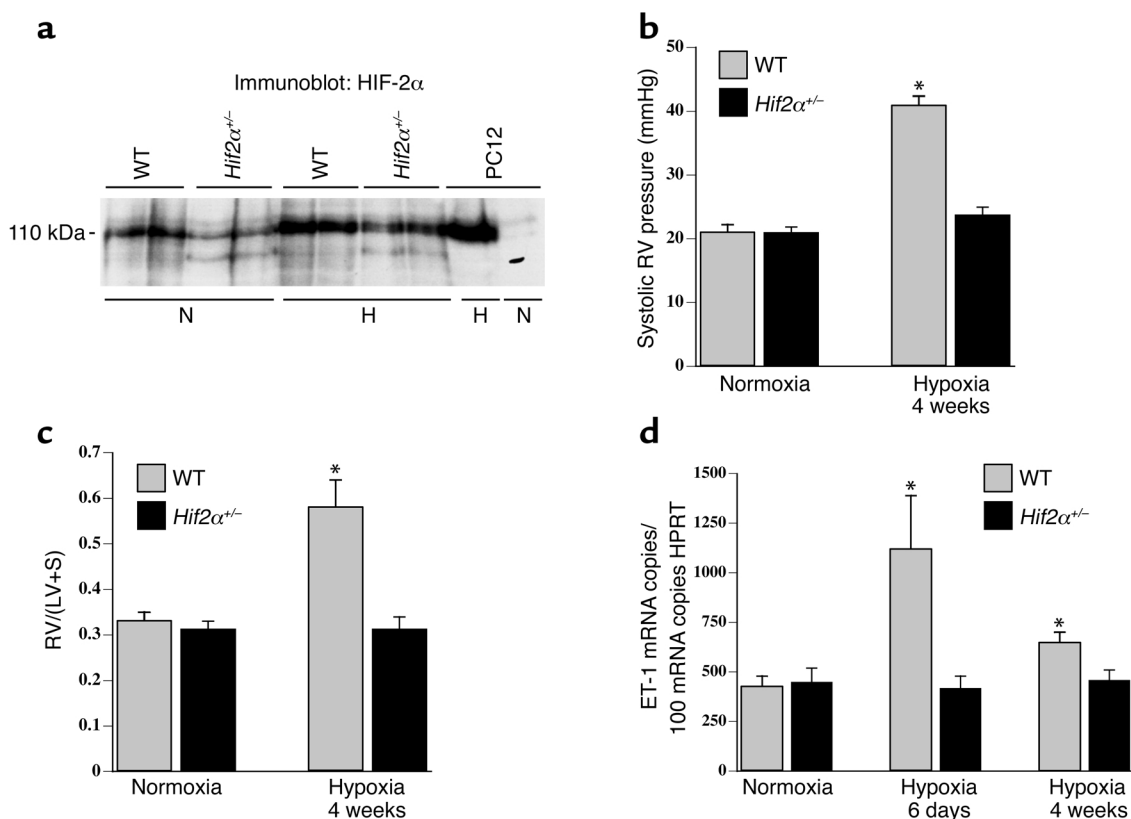 a
Immunoblot: HIF-2α
WT
Hif2α+/–
WT
Hif2α+/–
PC12
110 kDa-
N
H
H
N
b
Systolic RV pressure (mmHg)
50
40
30
20
10
0
WT
Hif2α+/–
*
Normoxia
Hypoxia
4 weeks
c
RV/(LV+S)
0.7
0.6
0.5
0.4
0.3
0.2
0.1
0
WT
Hif2α+/–
*
Normoxia
Hypoxia
4 weeks
d
ET-1 mRNA copies/
100 mRNA copies HPRT
1500
1250
1000
750
500
250
0
WT
Hif2α+/–
*
*
Normoxia
Hypoxia
6 days
Hypoxia
4 weeks